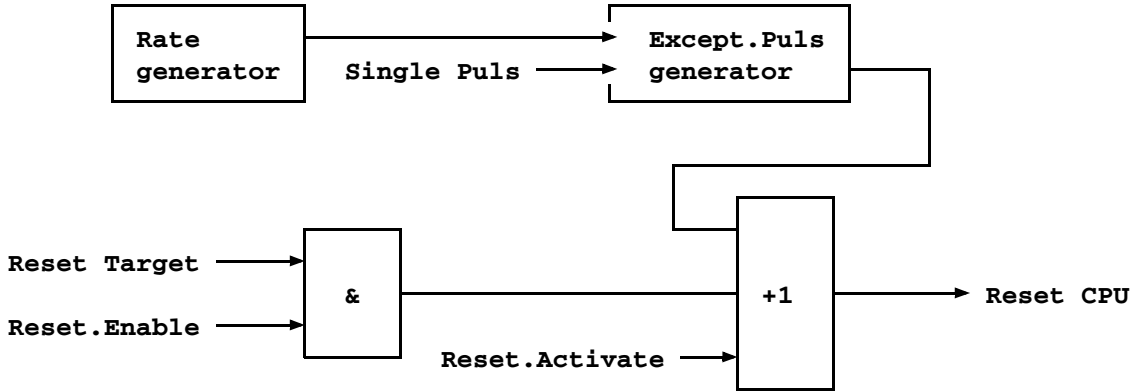 Rate
generator
Except.Puls
generator
Single Puls
Reset Target
Reset.Enable
&
+1
Reset CPU
Reset.Activate